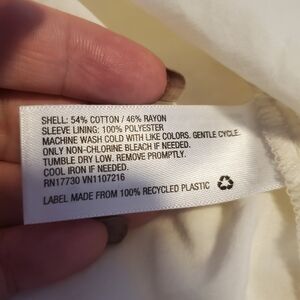 SHELL: 54% COTTON / 46% RAYON
SLEEVE LINING: 100% POLYESTER
MACHINE WASH COLD WITH LIKE COLORS. GENTLE CYCLE.
ONLY NON-CHLORINE BLEACH IF NEEDED.
TUMBLE DRY LOW. REMOVE PROMPTLY.
COOL IRON IF NEEDED.
RN17730 VN1107216
LABEL MADE FROM 100% RECYCLED PLASTIC